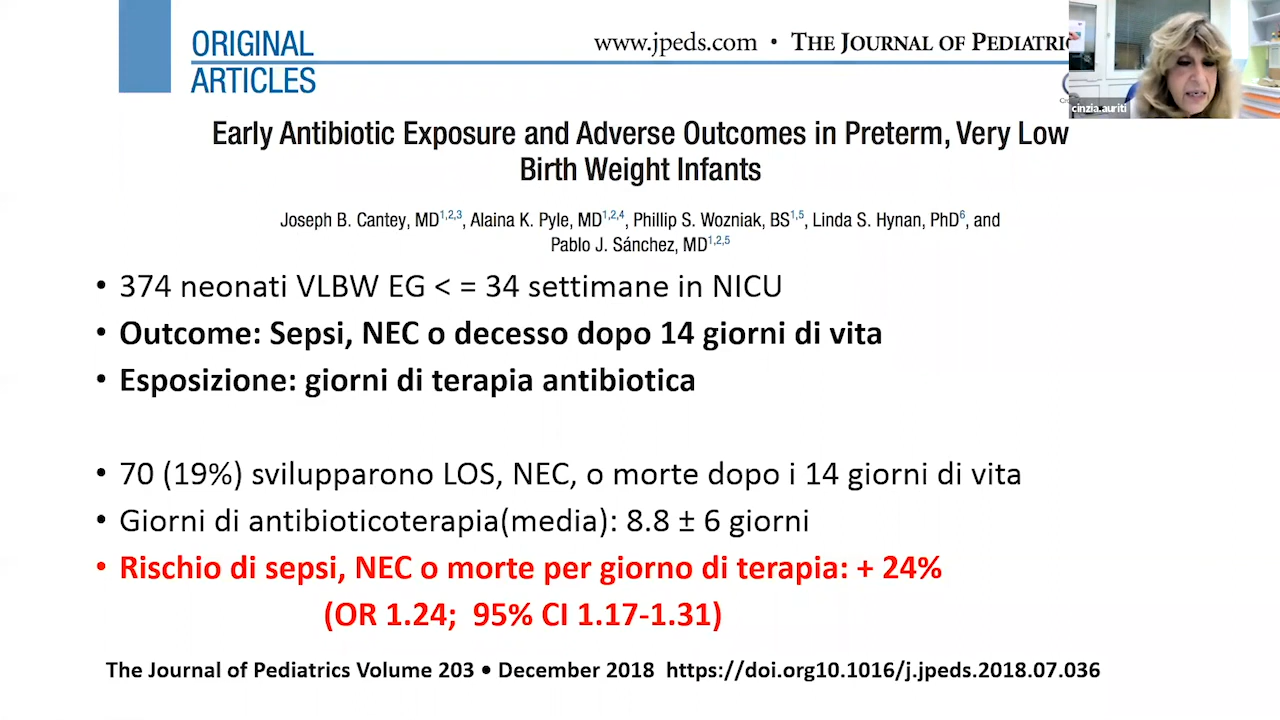 ORIGINAL
ARTICLES
www.jpeds.com • THE JOURNAL OF PEDIATRIC
cinzia.auriti
Early Antibiotic Exposure and Adverse Outcomes in Preterm, Very Low
Birth Weight Infants
Joseph B. Cantey, MD1,2,3, Alaina K. Pyle, MD1,2,4, Phillip S. Wozniak, BS1,5, Linda S. Hynan, PhD6, and
Pablo J. Sánchez, MD1,2,5
• 374 neonati VLBW EG < = 34 settimane in NICU
• Outcome: Sepsi, NEC o decesso dopo 14 giorni di vita
• Esposizione: giorni di terapia antibiotica
• 70 (19%) svilupparono LOS, NEC, o morte dopo i 14 giorni di vita
• Giorni di antibioticoterapia(media): 8.8 ± 6 giorni
• Rischio di sepsi, NEC o morte per giorno di terapia: + 24%
(OR 1.24; 95% CI 1.17-1.31)
The Journal of Pediatrics Volume 203 • December 2018 https://doi.org10.1016/j.jpeds.2018.07.036